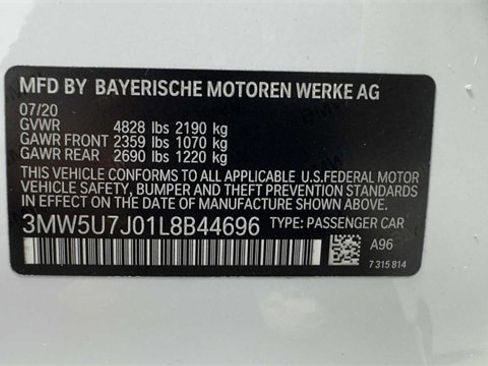 MFD BY BAYERISCHE MOTOREN WERKE AG
07/20
GVWR 4828 lbs 2190 kg
GAWR FRONT 2359 lbs 1070 kg
GAWR REAR 2690 lbs 1220 kg
THIS VEHICLE CONFORMS TO ALL APPLICABLE U.S.FEDERAL MOTOR
VEHICLE SAFETY, BUMPER AND THEFT PREVENTION STANDARDS
IN EFFECT ON THE DATE OF MANUFACTURE SHOWN ABOVE.
3MW5U7J01L8B44696 TYPE: PASSENGER CAR
A96
7 315 814